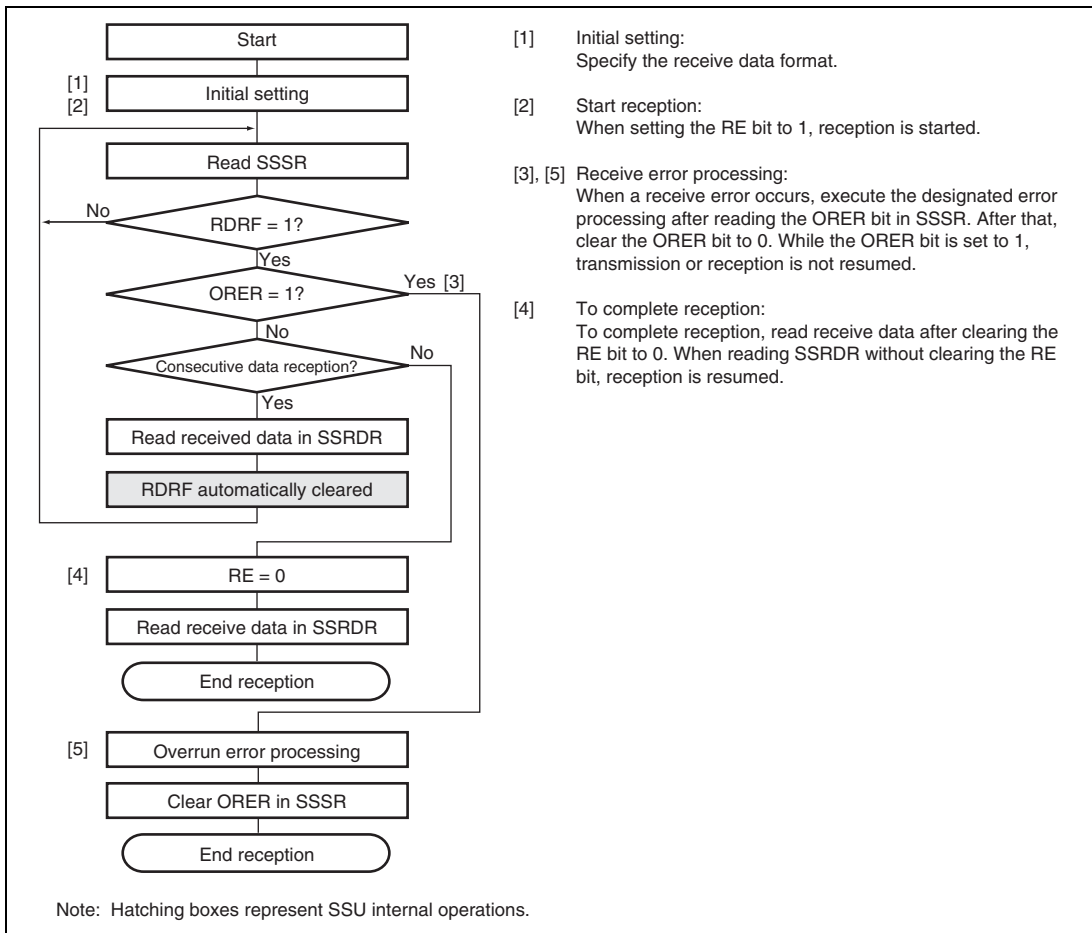 Start
[1]
[2]
Initial setting
Read SSSR
No
RDRF = 1?
Yes
ORER = 1?
Yes [3]
No
Consecutive data reception?
No
Yes
Read received data in SSRDR
RDRF automatically cleared
[4]
RE = 0
Read receive data in SSRDR
End reception
[5]
Overrun error processing
Clear ORER in SSSR
End reception
[1] Initial setting:
Specify the receive data format.
[2] Start reception:
When setting the RE bit to 1, reception is started.
[3], [5] Receive error processing:
When a receive error occurs, execute the designated error
processing after reading the ORER bit in SSSR. After that,
clear the ORER bit to 0. While the ORER bit is set to 1,
transmission or reception is not resumed.
[4] To complete reception:
To complete reception, read receive data after clearing the
RE bit to 0. When reading SSRDR without clearing the RE
bit, reception is resumed.
Note: Hatching boxes represent SSU internal operations.